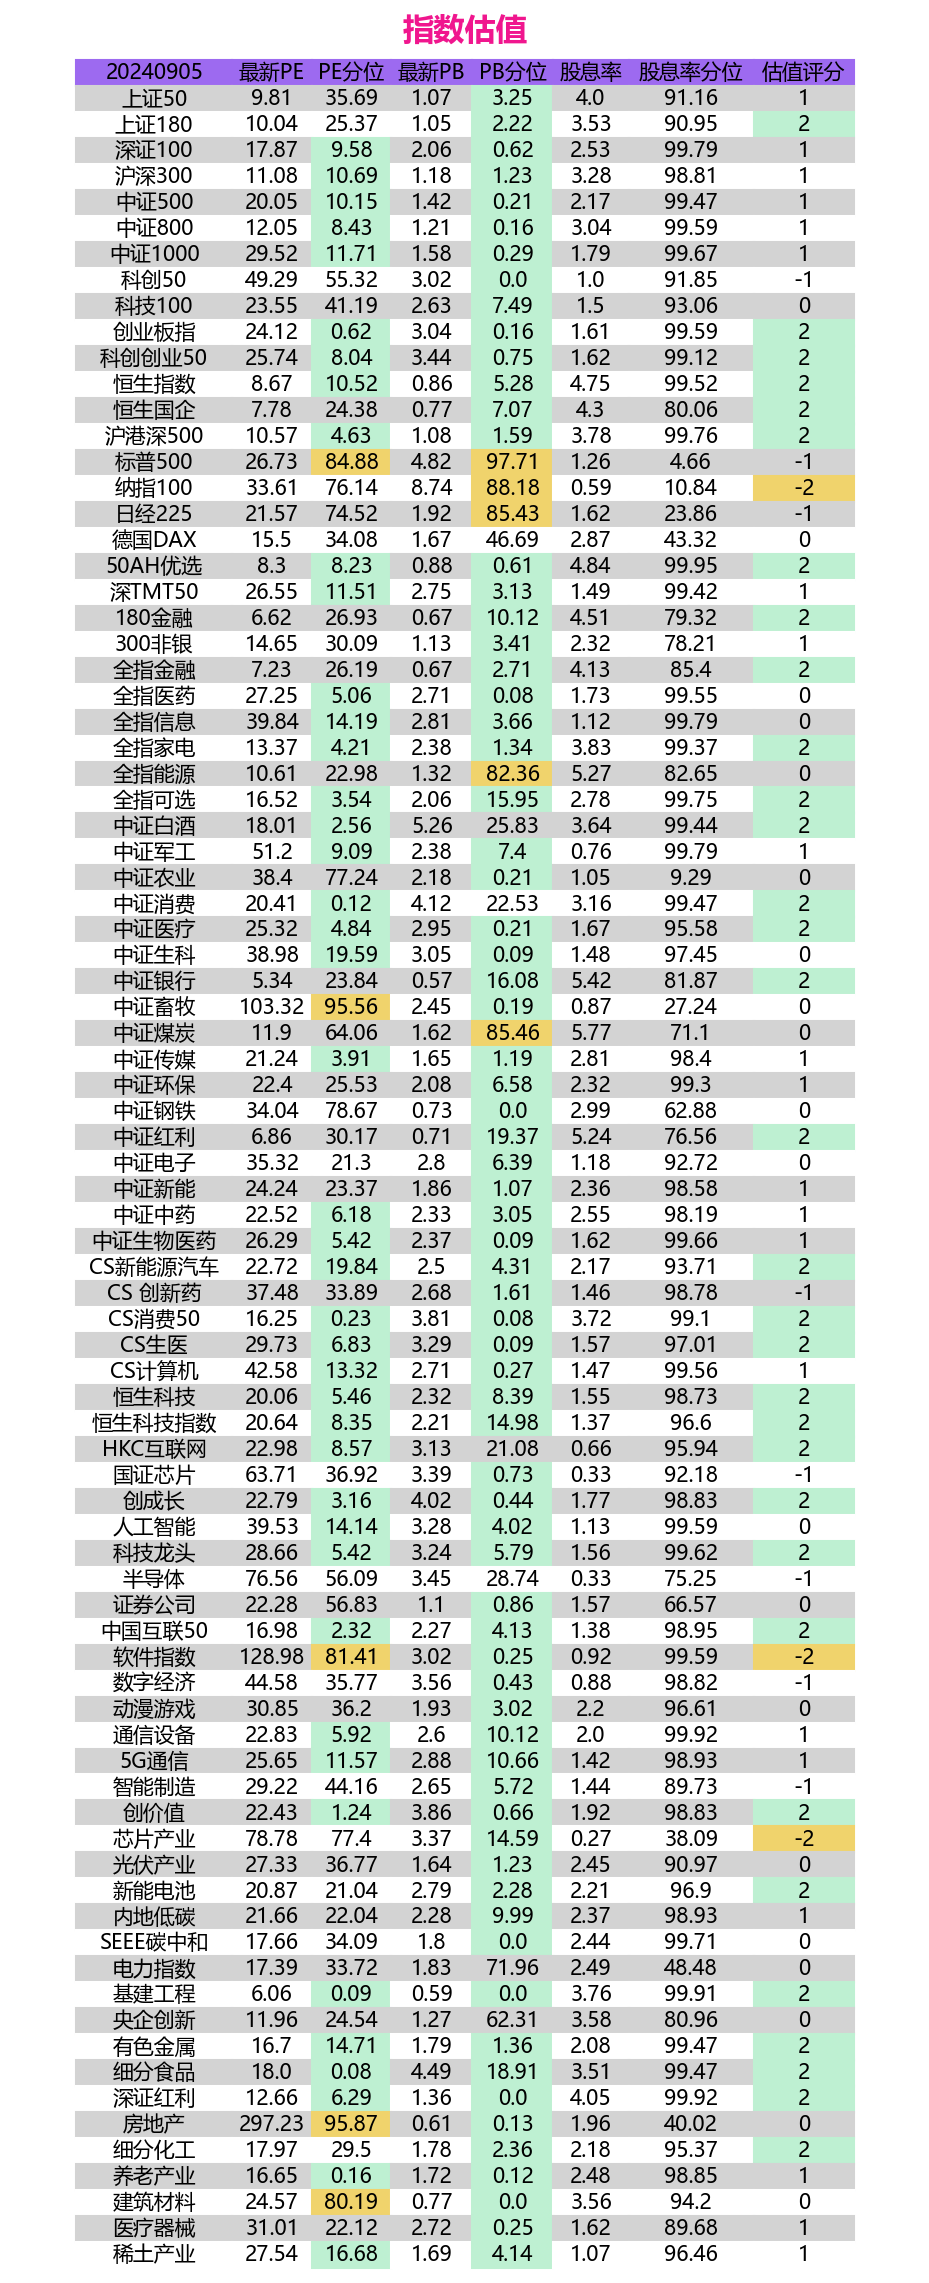 指数估值
20240905 最新PE PE分位 最新PB PB分位 股息率 股息率分位 估值评分
上证50 9.81 35.69 1.07 3.25 4.0 91.16 1
上证180 10.04 25.37 1.05 2.22 3.53 90.95 2
深证100 17.87 9.58 2.06 0.62 2.53 99.79 1
沪深300 11.08 10.69 1.18 1.23 3.28 98.81 1
中证500 20.05 10.15 1.42 0.21 2.17 99.47 1
中证800 12.05 8.43 1.21 0.16 3.04 99.59 1
中证1000 29.52 11.71 1.58 0.29 1.79 99.67 1
科创50 49.29 55.32 3.02 0.0 1.0 91.85 -1
科技100 23.55 41.19 2.63 7.49 1.5 93.06 0
创业板指 24.12 0.62 3.04 0.16 1.61 99.59 2
科创创业50 25.74 8.04 3.44 0.75 1.62 99.12 2
恒生指数 8.67 10.52 0.86 5.28 4.75 99.52 2
恒生国企 7.78 24.38 0.77 7.07 4.3 80.06 2
沪港深500 10.57 4.63 1.08 1.59 3.78 99.76 2
标普500 26.73 84.88 4.82 97.71 1.26 4.66 -1
纳指100 33.61 76.14 8.74 88.18 0.59 10.84 -2
日经225 21.57 74.52 1.92 85.43 1.62 23.86 -1
德国DAX 15.5 34.08 1.67 46.69 2.87 43.32 0
50AH优选 8.3 8.23 0.88 0.61 4.84 99.95 2
深TMT50 26.55 11.51 2.75 3.13 1.49 99.42 1
180金融 6.62 26.93 0.67 10.12 4.51 79.32 2
300非银 14.65 30.09 1.13 3.41 2.32 78.21 1
全指金融 7.23 26.19 0.67 2.71 4.13 85.4 2
全指医药 27.25 5.06 2.71 0.08 1.73 99.55 0
全指信息 39.84 14.19 2.81 3.66 1.12 99.79 0
全指家电 13.37 4.21 2.38 1.34 3.83 99.37 2
全指能源 10.61 22.98 1.32 82.36 5.27 82.65 0
全指可选 16.52 3.54 2.06 15.95 2.78 99.75 2
中证白酒 18.01 2.56 5.26 25.83 3.64 99.44 2
中证军工 51.2 9.09 2.38 7.4 0.76 99.79 1
中证农业 38.4 77.24 2.18 0.21 1.05 9.29 0
中证消费 20.41 0.12 4.12 22.53 3.16 99.47 2
中证医疗 25.32 4.84 2.95 0.21 1.67 95.58 2
中证生科 38.98 19.59 3.05 0.09 1.48 97.45 0
中证银行 5.34 23.84 0.57 16.08 5.42 81.87 2
中证畜牧 103.32 95.56 2.45 0.19 0.87 27.24 0
中证煤炭 11.9 64.06 1.62 85.46 5.77 71.1 0
中证传媒 21.24 3.91 1.65 1.19 2.81 98.4 1
中证环保 22.4 25.53 2.08 6.58 2.32 99.3 1
中证钢铁 34.04 78.67 0.73 0.0 2.99 62.88 0
中证红利 6.86 30.17 0.71 19.37 5.24 76.56 2
中证电子 35.32 21.3 2.8 6.39 1.18 92.72 0
中证新能 24.24 23.37 1.86 1.07 2.36 98.58 1
中证中药 22.52 6.18 2.33 3.05 2.55 98.19 1
中证生物医药 26.29 5.42 2.37 0.09 1.62 99.66 1
CS新能源汽车 22.72 19.84 2.5 4.31 2.17 93.71 2
CS 创新药 37.48 33.89 2.68 1.61 1.46 98.78 -1
CS消费50 16.25 0.23 3.81 0.08 3.72 99.1 2
CS生医 29.73 6.83 3.29 0.09 1.57 97.01 2
CS计算机 42.58 13.32 2.71 0.27 1.47 99.56 1
恒生科技 20.06 5.46 2.32 8.39 1.55 98.73 2
恒生科技指数 20.64 8.35 2.21 14.98 1.37 96.6 2
HKC互联网 22.98 8.57 3.13 21.08 0.66 95.94 2
国证芯片 63.71 36.92 3.39 0.73 0.33 92.18 -1
创成长 22.79 3.16 4.02 0.44 1.77 98.83 2
人工智能 39.53 14.14 3.28 4.02 1.13 99.59 0
科技龙头 28.66 5.42 3.24 5.79 1.56 99.62 2
半导体 76.56 56.09 3.45 28.74 0.33 75.25 -1
证券公司 22.28 56.83 1.1 0.86 1.57 66.57 0
中国互联50 16.98 2.32 2.27 4.13 1.38 98.95 2
软件指数 128.98 81.41 3.02 0.25 0.92 99.59 -2
数字经济 44.58 35.77 3.56 0.43 0.88 98.82 -1
动漫游戏 30.85 36.2 1.93 3.02 2.2 96.61 0
通信设备 22.83 5.92 2.6 10.12 2.0 99.92 1
5G通信 25.65 11.57 2.88 10.66 1.42 98.93 1
智能制造 29.22 44.16 2.65 5.72 1.44 89.73 -1
创价值 22.43 1.24 3.86 0.66 1.92 98.83 2
芯片产业 78.78 77.4 3.37 14.59 0.27 38.09 -2
光伏产业 27.33 36.77 1.64 1.23 2.45 90.97 0
新能电池 20.87 21.04 2.79 2.28 2.21 96.9 2
内地低碳 21.66 22.04 2.28 9.99 2.37 98.93 1
SEEE碳中和 17.66 34.09 1.8 0.0 2.44 99.71 0
电力指数 17.39 33.72 1.83 71.96 2.49 48.48 0
基建工程 6.06 0.09 0.59 0.0 3.76 99.91 2
央企创新 11.96 24.54 1.27 62.31 3.58 80.96 0
有色金属 16.7 14.71 1.79 1.36 2.08 99.47 2
细分食品 18.0 0.08 4.49 18.91 3.51 99.47 2
深证红利 12.66 6.29 1.36 0.0 4.05 99.92 2
房地产 297.23 95.87 0.61 0.13 1.96 40.02 0
细分化工 17.97 29.5 1.78 2.36 2.18 95.37 2
养老产业 16.65 0.16 1.72 0.12 2.48 98.85 1
建筑材料 24.57 80.19 0.77 0.0 3.56 94.2 0
医疗器械 31.01 22.12 2.72 0.25 1.62 89.68 1
稀土产业 27.54 16.68 1.69 4.14 1.07 96.46 1